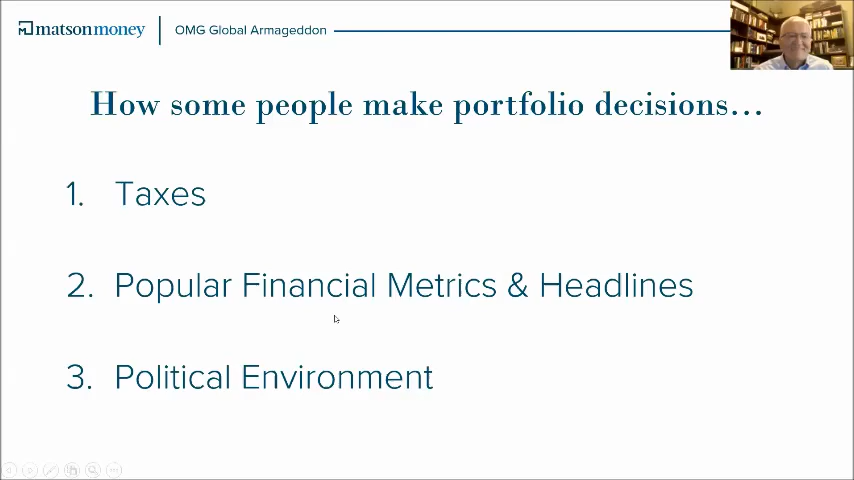 matsonmoney
OMG Global Armageddon
How some people make portfolio decisions...
1. Taxes
2. Popular Financial Metrics & Headlines
3. Political Environment